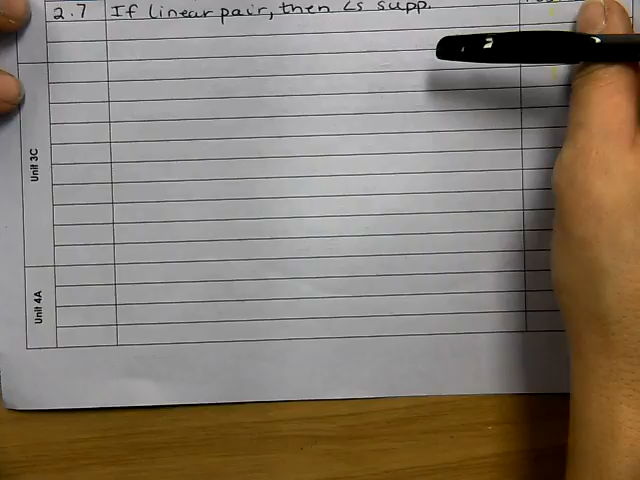 2.7 If linear pair, then ∠s supp.
Unit 3C
Unit 4A